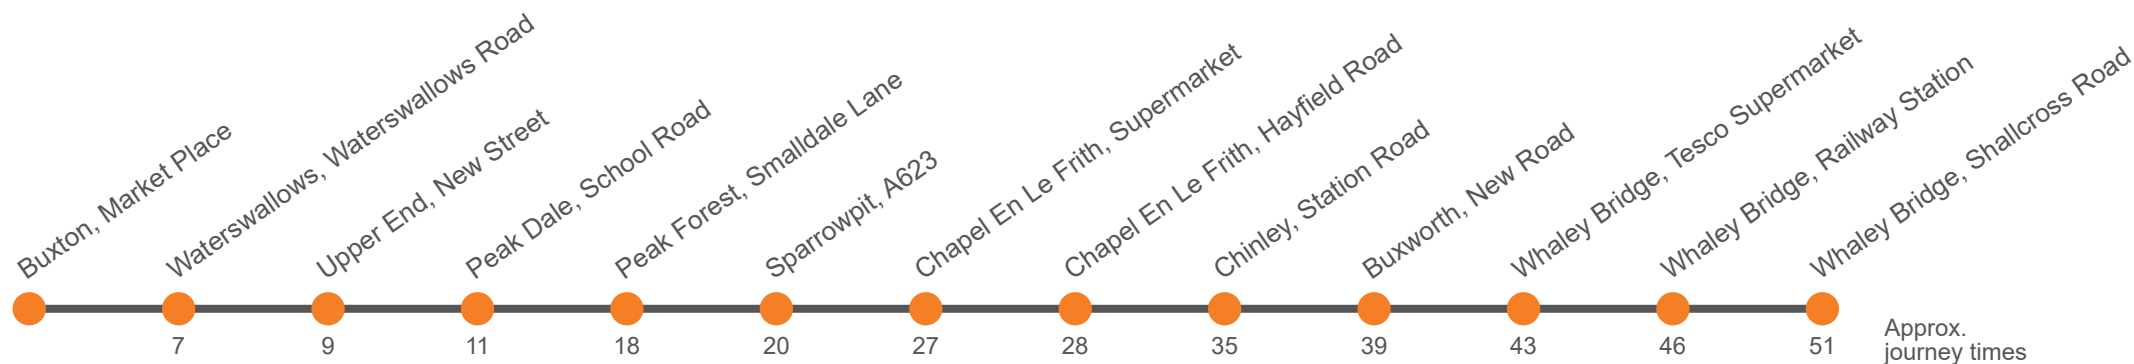 Buxton, Market Place
Waterswallows, Waterswallows Road
Upper End, New Street
Peak Dale, School Road
Peak Forest, Smalldale Lane
Sparrowpit, A623
Chapel En Le Frith, Supermarket
Chapel En Le Frith, Hayfield Road
Chinley, Station Road
Buxworth, New Road
Whaley Bridge, Tesco Supermarket
Whaley Bridge, Railway Station
Whaley Bridge, Shallcross Road
7 9 11 18 20 27 28 35 39 43 46 51
Approx.
journey times